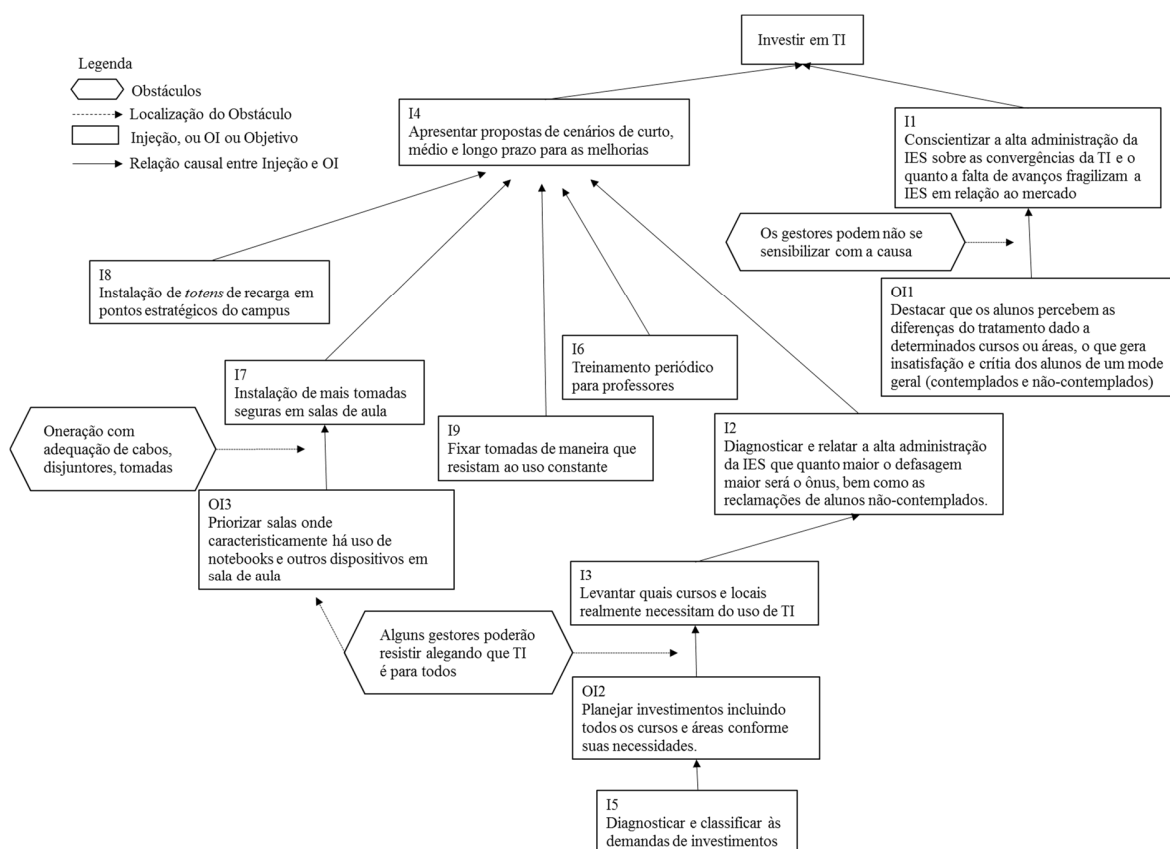 Investir em TI
Legenda
Obstáculos
Localização do Obstáculo
Injeção, ou OI ou Objetivo
Relação causal entre Injeção e OI
I4
Apresentar propostas de cenários de curto,
médio e longo prazo para as melhorias
I1
Conscientizar a alta administração da
IES sobre as convergências da TI e o
quanto a falta de avanços fragilizam a
IES em relação ao mercado
Os gestores podem não se
sensibilizar com a causa
I8
Instalação de totens de recarga em
pontos estratégicos do campus
OI1
Destacar que os alunos percebem as
diferenças do tratamento dado a
determinados cursos ou áreas, o que gera
insatisfação e crítia dos alunos de um mode
geral (contemplados e não-contemplados)
I6
Treinamento periódico
para professores
I7
Instalação de mais tomadas
seguras em salas de aula
Oneração com
adequação de cabos,
disjuntores, tomadas
I9
Fixar tomadas de maneira que
resistam ao uso constante
I2
Diagnosticar e relatar a alta administração
da IES que quanto maior o defasagem
maior será o ônus, bem como as
reclamações de alunos não-contemplados.
OI3
Priorizar salas onde
caracteristicamente há uso de
notebooks e outros dispositivos em
sala de aula
I3
Levantar quais cursos e locais
realmente necessitam do uso de TI
Alguns gestores poderão
resistir alegando que TI
é para todos
OI2
Planejar investimentos incluindo
todos os cursos e áreas conforme
suas necessidades.
I5
Diagnosticar e classificar às
demandas de investimentos